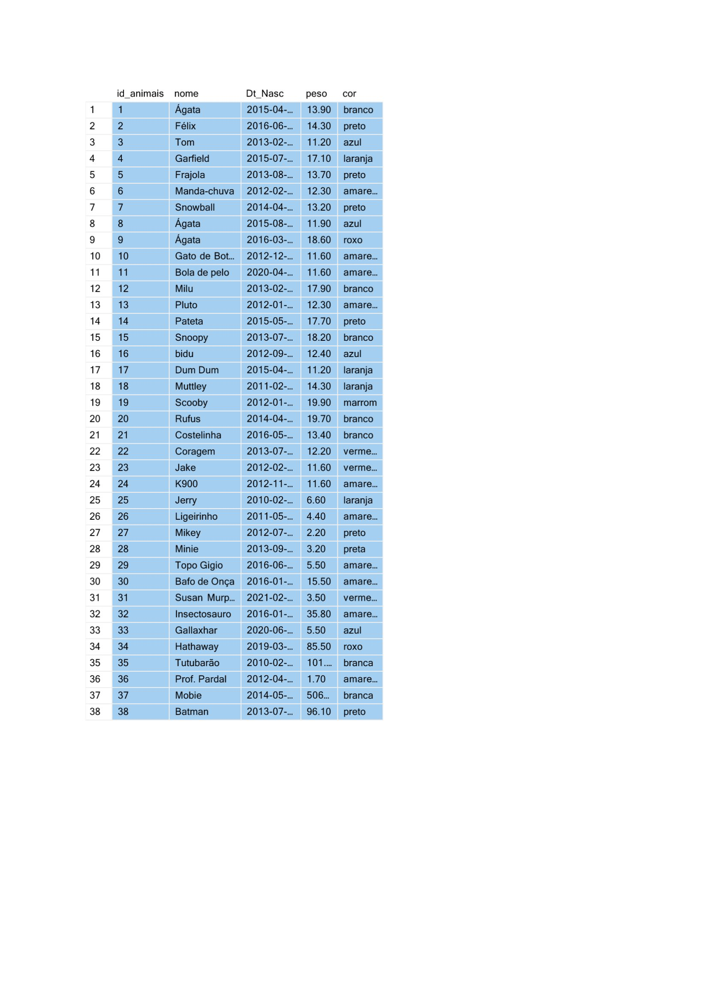 id_animais nome Dt_Nasc peso cor
1 1 Ágata 2015-04-... 13.90 branco
2 2 Félix 2016-06-... 14.30 preto
3 3 Tom 2013-02-... 11.20 azul
4 4 Garfield 2015-07-... 17.10 laranja
5 5 Frajola 2013-08-... 13.70 preto
6 6 Manda-chuva 2012-02-... 12.30 amare...
7 7 Snowball 2014-04-... 13.20 preto
8 8 Ágata 2015-08-... 11.90 azul
9 9 Ágata 2016-03-... 18.60 roxo
10 10 Gato de Bot... 2012-12-... 11.60 amare...
11 11 Bola de pelo 2020-04-... 11.60 amare...
12 12 Milu 2013-02-... 17.90 branco
13 13 Pluto 2012-01-... 12.30 amare...
14 14 Pateta 2015-05-... 17.70 preto
15 15 Snoopy 2013-07-... 18.20 branco
16 16 bidu 2012-09-... 12.40 azul
17 17 Dum Dum 2015-04-... 11.20 laranja
18 18 Muttley 2011-02-... 14.30 laranja
19 19 Scooby 2012-01-... 19.90 marrom
20 20 Rufus 2014-04-... 19.70 branco
21 21 Costelinha 2016-05-... 13.40 branco
22 22 Coragem 2013-07-... 12.20 verme...
23 23 Jake 2012-02-... 11.60 verme...
24 24 K900 2012-11-... 11.60 amare...
25 25 Jerry 2010-02-... 6.60 laranja
26 26 Ligeirinho 2011-05-... 4.40 amare...
27 27 Mikey 2012-07-... 2.20 preto
28 28 Minie 2013-09-... 3.20 preta
29 29 Topo Gigio 2016-06-... 5.50 amare...
30 30 Bafo de Onça 2016-01-... 15.50 amare...
31 31 Susan Murp... 2021-02-... 3.50 verme...
32 32 Insectosauro 2016-01-... 35.80 amare...
33 33 Gallaxhar 2020-06-... 5.50 azul
34 34 Hathaway 2019-03-... 85.50 roxo
35 35 Tutubarão 2010-02-... 101.... branca
36 36 Prof. Pardal 2012-04-... 1.70 amare...
37 37 Mobie 2014-05-... 506... branca
38 38 Batman 2013-07-... 96.10 preto